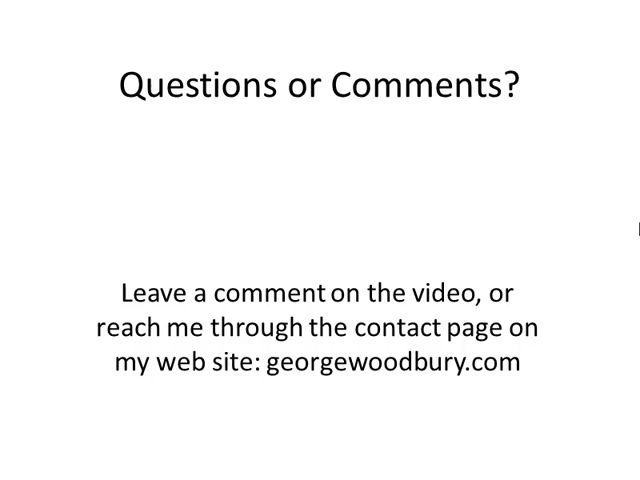 Questions or Comments?
Leave a comment on the video, or
reach me through the contact page on
my web site: georgewoodbury.com